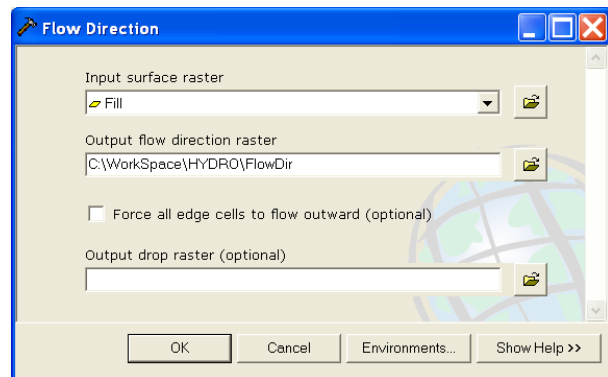 Flow Direction
Input surface raster
Fill
Output flow direction raster
C:\WorkSpace\HYDRO\FlowDir
Force all edge cells to flow outward (optional)
Output drop raster (optional)
OK Cancel Environments... Show Help >>